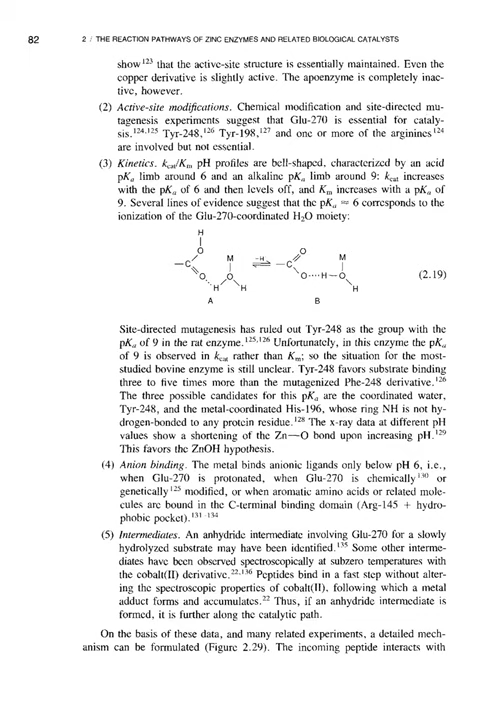 82
2 / THE REACTION PATHWAYS OF ZINC ENZYMES AND RELATED BIOLOGICAL CATALYSTS
show¹²³ that the active-site structure is essentially maintained. Even the
copper derivative is slightly active. The apoenzyme is completely inac-
tive, however.
(2) Active-site modifications. Chemical modification and site-directed mu-
tagenesis experiments suggest that Glu-270 is essential for cataly-
sis.¹²⁴,¹²⁵ Tyr-248,¹²⁶ Tyr-198,¹²⁷ and one or more of the arginines¹²⁴
are involved but not essential.
(3) Kinetics. kcat/Km pH profiles are bell-shaped, characterized by an acid
pKa limb around 6 and an alkaline pKa limb around 9: kcat increases
with the pKa of 6 and then levels off, and Km increases with a pKa of
9. Several lines of evidence suggest that the pKa = 6 corresponds to the
ionization of the Glu-270-coordinated H₂O moiety:
H
O M –H O M
—C ⇌ —C (2.19)
O O O····H—O
H H H
A B
Site-directed mutagenesis has ruled out Tyr-248 as the group with the
pKa of 9 in the rat enzyme.¹²⁵,¹²⁶ Unfortunately, in this enzyme the pKa
of 9 is observed in kcat rather than Km; so the situation for the most-
studied bovine enzyme is still unclear. Tyr-248 favors substrate binding
three to five times more than the mutagenized Phe-248 derivative.¹²⁶
The three possible candidates for this pKa are the coordinated water,
Tyr-248, and the metal-coordinated His-196, whose ring NH is not hy-
drogen-bonded to any protein residue.¹²⁸ The x-ray data at different pH
values show a shortening of the Zn—O bond upon increasing pH.¹²⁹
This favors the ZnOH hypothesis.
(4) Anion binding. The metal binds anionic ligands only below pH 6, i.e.,
when Glu-270 is protonated, when Glu-270 is chemically¹³⁰ or
genetically¹²⁵ modified, or when aromatic amino acids or related mole-
cules are bound in the C-terminal binding domain (Arg-145 + hydro-
phobic pocket).¹³¹⁻¹³⁴
(5) Intermediates. An anhydride intermediate involving Glu-270 for a slowly
hydrolyzed substrate may have been identified.¹³⁵ Some other interme-
diates have been observed spectroscopically at subzero temperatures with
the cobalt(II) derivative.²²,¹³⁶ Peptides bind in a fast step without alter-
ing the spectroscopic properties of cobalt(II), following which a metal
adduct forms and accumulates.²² Thus, if an anhydride intermediate is
formed, it is further along the catalytic path.
On the basis of these data, and many related experiments, a detailed mech-
anism can be formulated (Figure 2.29). The incoming peptide interacts with